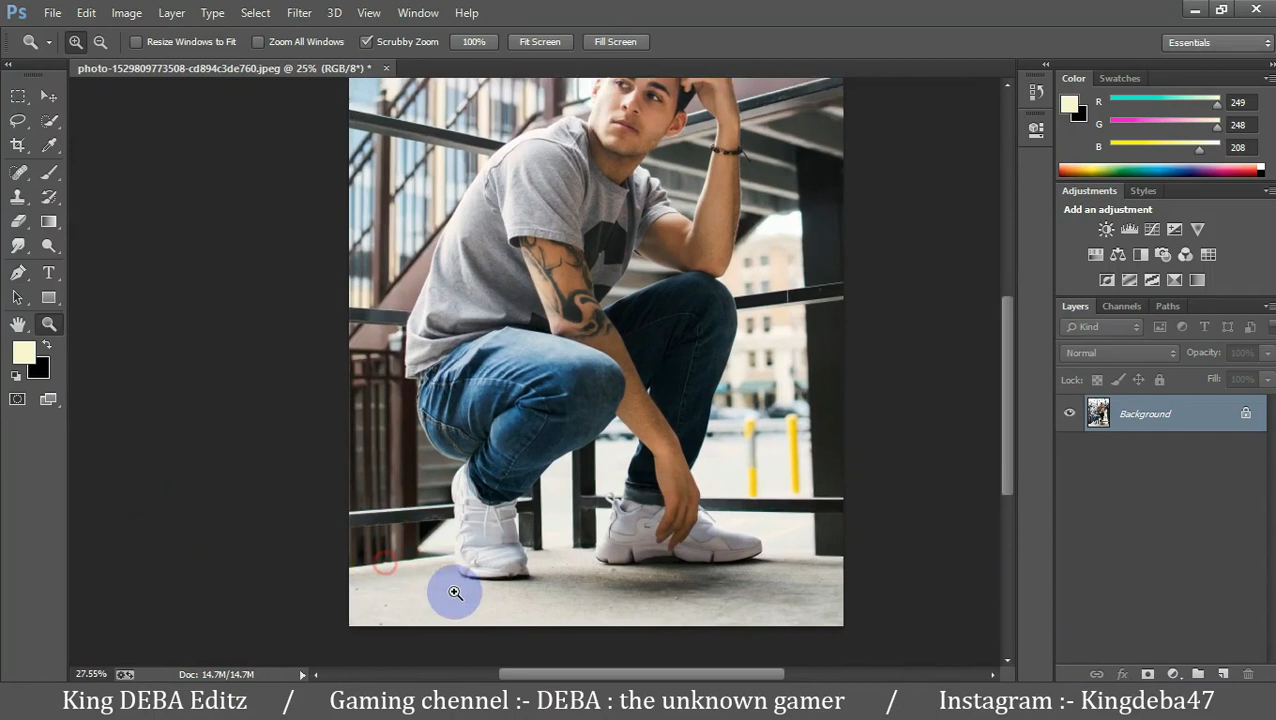 Ps File Edit Image Layer Type Select Filter 3D View Window Help
Resize Windows to Fit Zoom All Windows Scrubby Zoom 100% Fit Screen Fill Screen Essentials
photo-1529809773508-cd894c3de760.jpeg @ 25% (RGB/8*) * ×
Color Swatches
R 249
G 248
B 208
Adjustments Styles
Add an adjustment
Layers Channels Paths
Kind
Normal Opacity: 100%
Lock: Fill: 100%
Background
27.55% Doc: 14.7M/14.7M
King DEBA Editz / Gaming chennel :- DEBA : the unknown gamer / Instagram :- Kingdeba47